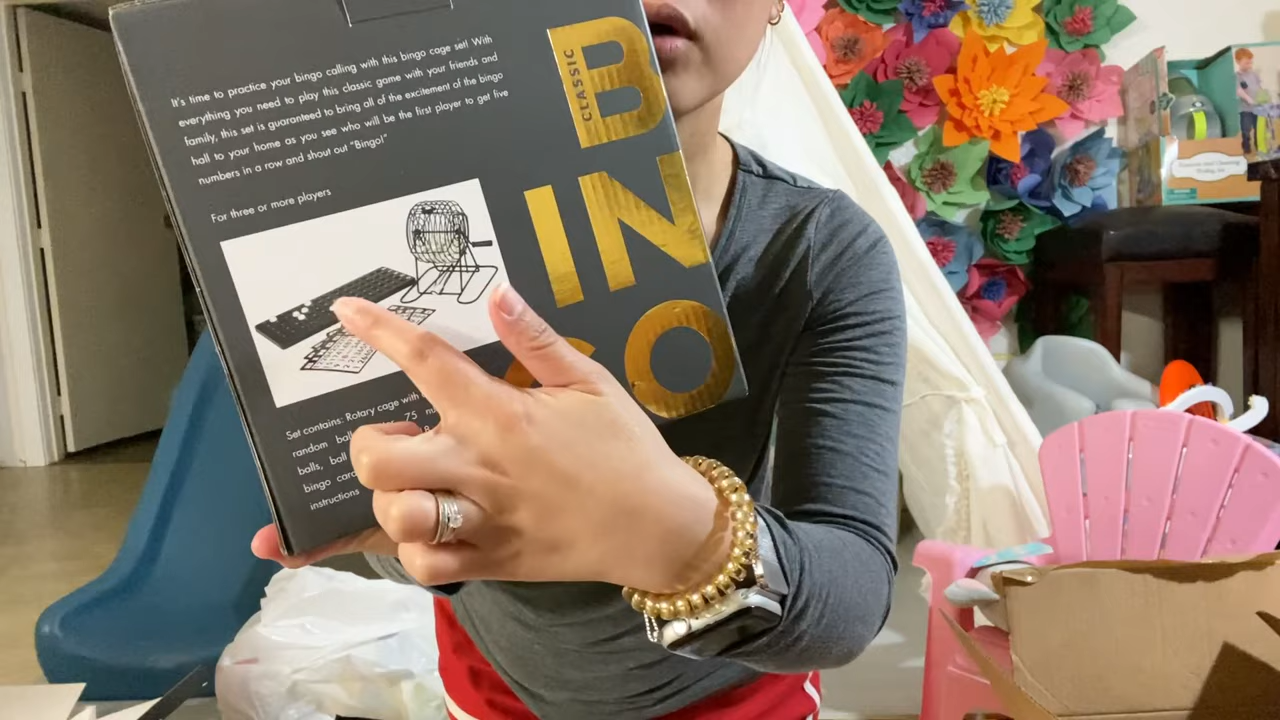 It's time to practice your bingo calling with this bingo cage set! With
everything you need to play this classic game with your friends and
family, this set is guaranteed to bring all of the excitement of the bingo
hall to your home as you see who will be the first player to get five
numbers in a row and shout out "Bingo!"
For three or more players
Set contains: Rotary cage with
random ball
75
balls, ball
bingo
instructions
CLASSIC
B
IN
O